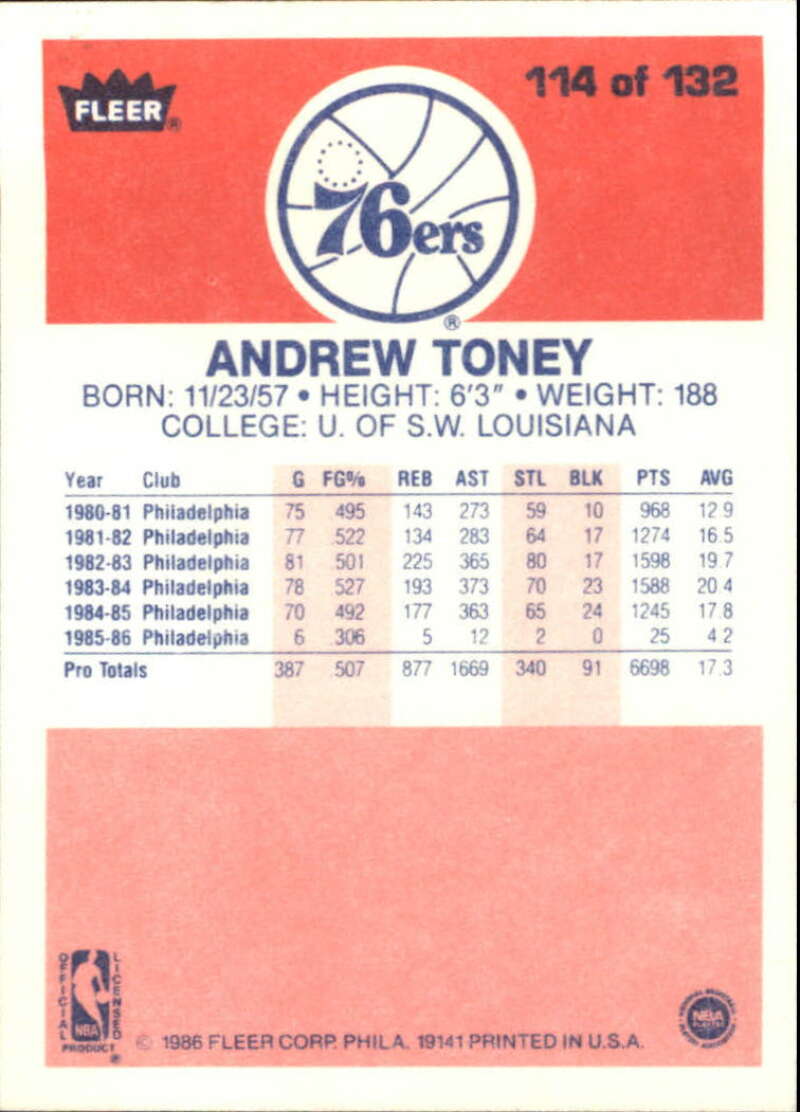 FLEER®
114 of 132
76ers
®
ANDREW TONEY
BORN: 11/23/57 • HEIGHT: 6'3" • WEIGHT: 188
COLLEGE: U. OF S.W. LOUISIANA
Year Club G FG% REB AST STL BLK PTS AVG
1980-81 Philadelphia 75 .495 143 273 59 10 968 12.9
1981-82 Philadelphia 77 .522 134 283 64 17 1274 16.5
1982-83 Philadelphia 81 .501 225 365 80 17 1598 19.7
1983-84 Philadelphia 78 .527 193 373 70 23 1588 20.4
1984-85 Philadelphia 70 .492 177 363 65 24 1245 17.8
1985-86 Philadelphia 6 .306 5 12 2 0 25 4.2
Pro Totals 387 .507 877 1669 340 91 6698 17.3
OFFICIAL
LICENSED
NBA
PRODUCT
®
© 1986 FLEER CORP. PHILA. 19141 PRINTED IN U.S.A.
NBA
PLAYERS